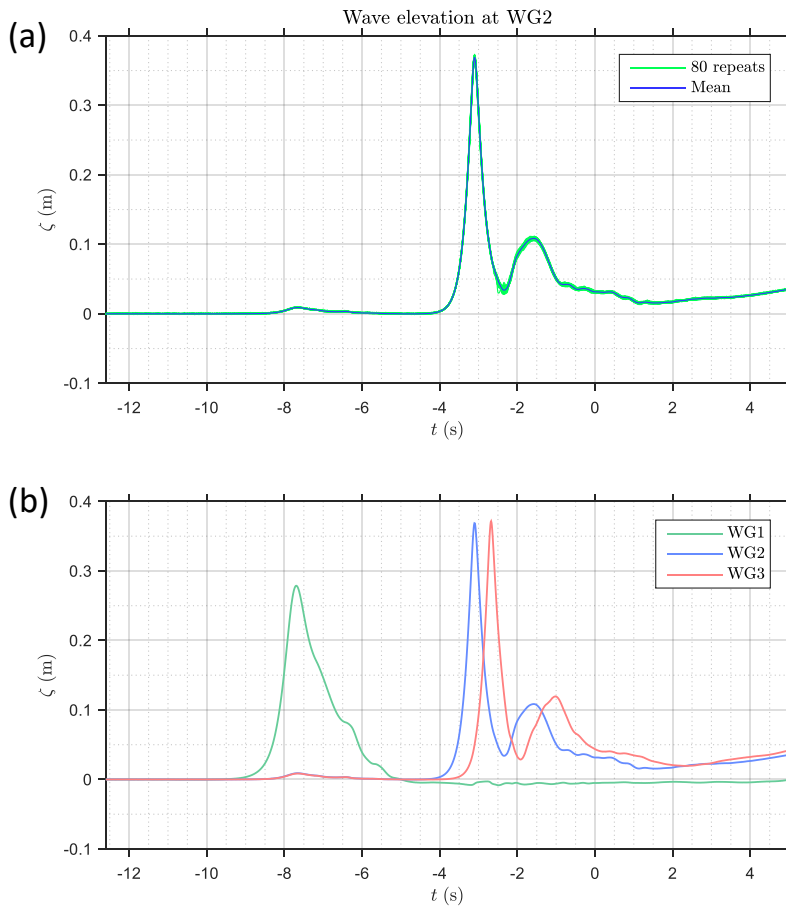 (a)
Wave elevation at WG2
0.4
0.3
0.2
0.1
0
-0.1
ζ (m)
80 repeats
Mean
-12 -10 -8 -6 -4 -2 0 2 4
t (s)
(b)
0.4
0.3
0.2
0.1
0
-0.1
ζ (m)
WG1
WG2
WG3
-12 -10 -8 -6 -4 -2 0 2 4
t (s)